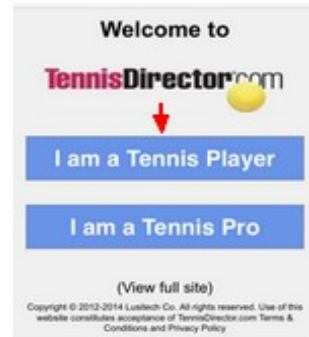 Welcome to
TennisDirector.com
I am a Tennis Player
I am a Tennis Pro
(View full site)
Copyright © 2012-2014 Lusitech Co. All rights reserved. Use of this
website constitutes acceptance of TennisDirector.com Terms &
Conditions and Privacy Policy